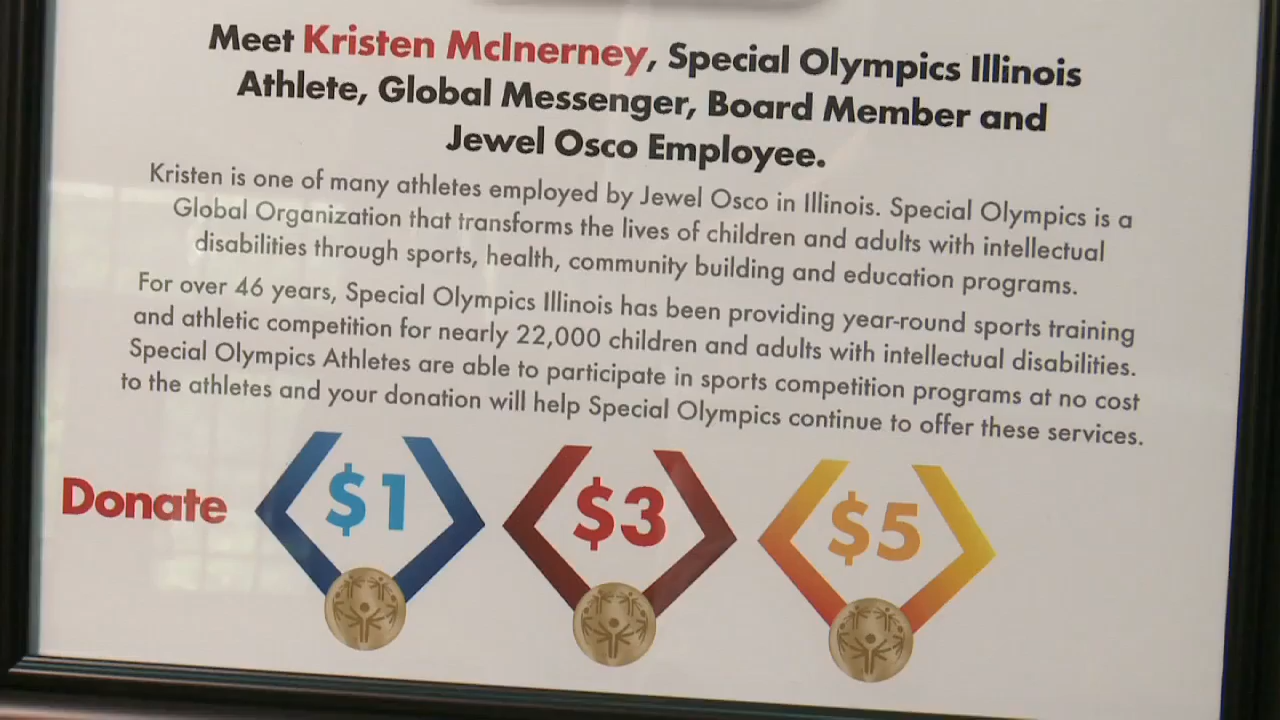 Meet Kristen McInerney, Special Olympics Illinois
Athlete, Global Messenger, Board Member and
Jewel Osco Employee.
Kristen is one of many athletes employed by Jewel Osco in Illinois. Special Olympics is a
Global Organization that transforms the lives of children and adults with intellectual
disabilities through sports, health, community building and education programs.
For over 46 years, Special Olympics Illinois has been providing year-round sports training
and athletic competition for nearly 22,000 children and adults with intellectual disabilities.
Special Olympics Athletes are able to participate in sports competition programs at no cost
to the athletes and your donation will help Special Olympics continue to offer these services.
Donate $1 $3 $5